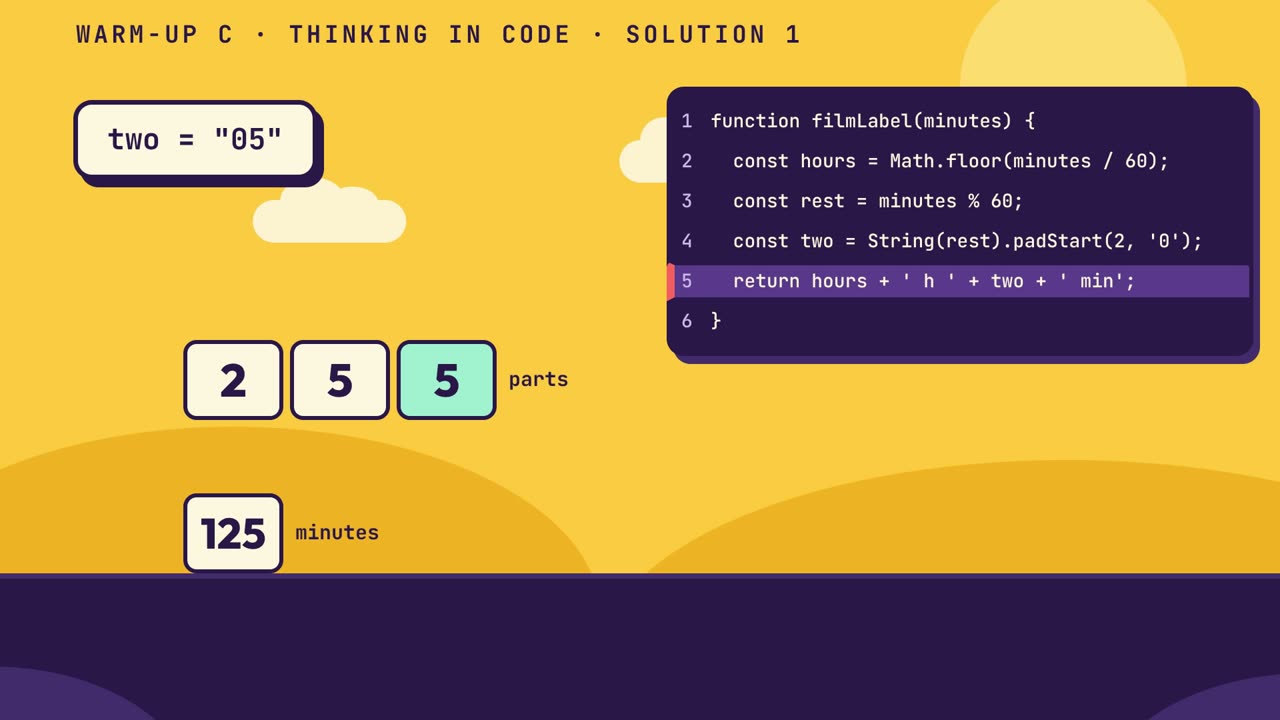 WARM-UP C · THINKING IN CODE · SOLUTION 1
two = "05"
1 function filmLabel(minutes) {
2   const hours = Math.floor(minutes / 60);
3   const rest = minutes % 60;
4   const two = String(rest).padStart(2, '0');
5   return hours + ' h ' + two + ' min';
6 }
2 5 5 parts
125 minutes